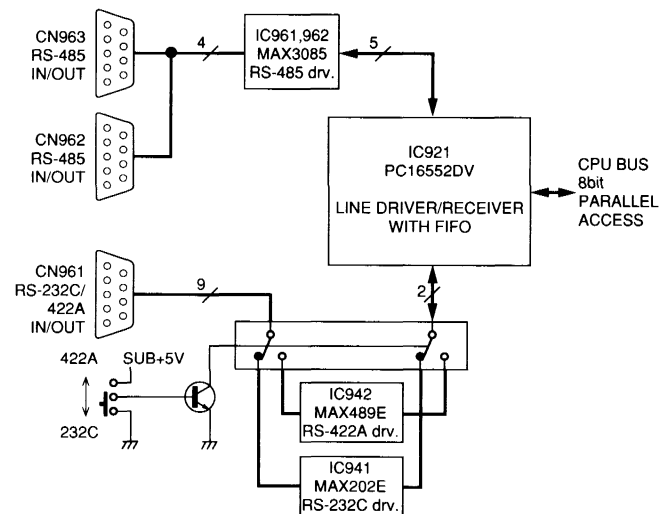 CN963
RS-485
IN/OUT
4
IC961,962
MAX3085
RS-485 drv.
5
CN962
RS-485
IN/OUT
IC921
PC16552DV
LINE DRIVER/RECEIVER
WITH FIFO
CPU BUS
8bit
PARALLEL
ACCESS
CN961
RS-232C/
422A
IN/OUT
9
2
422A
SUB+5V
232C
IC942
MAX489E
RS-422A drv.
IC941
MAX202E
RS-232C drv.